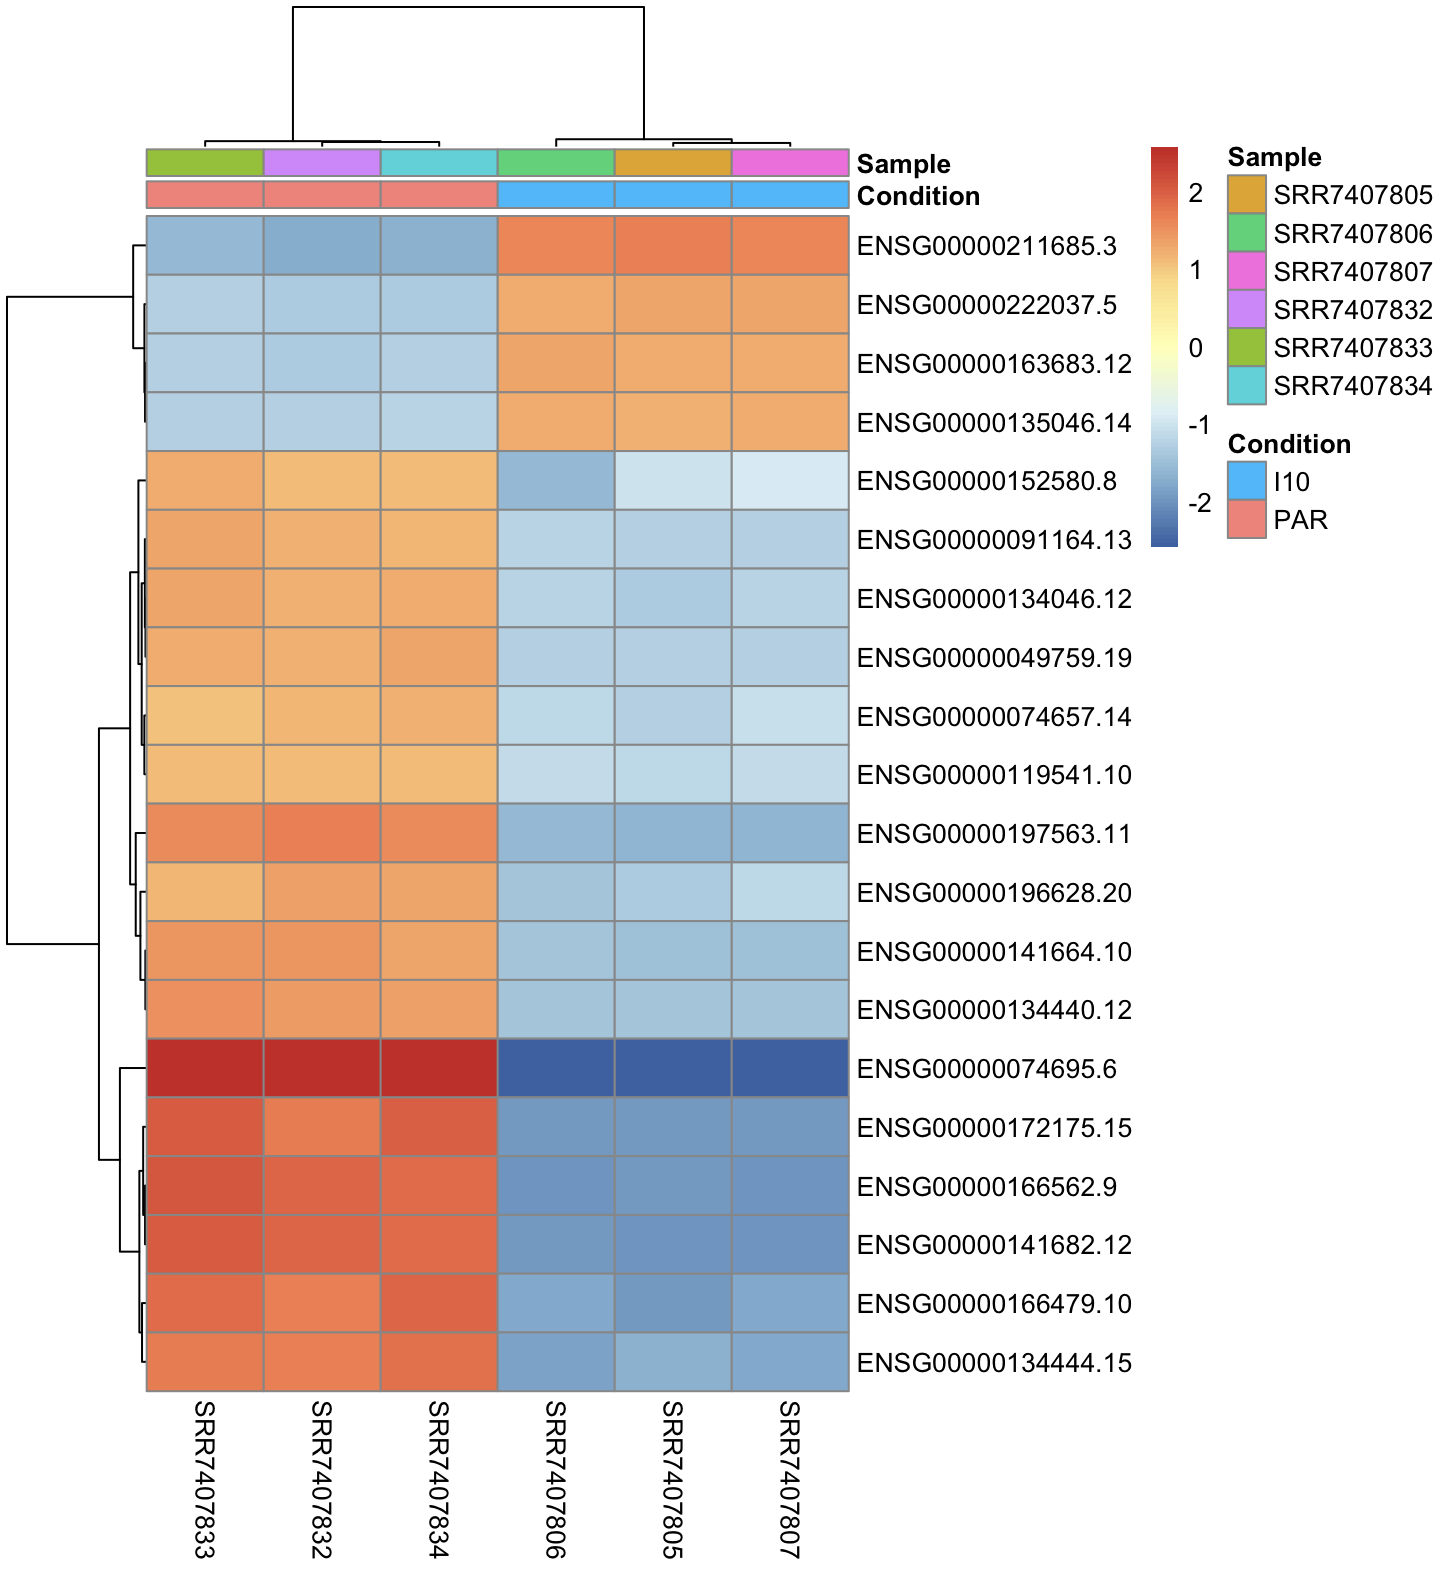 Sample
Condition
ENSG00000211685.3
ENSG00000222037.5
ENSG00000163683.12
ENSG00000135046.14
ENSG00000152580.8
ENSG00000091164.13
ENSG00000134046.12
ENSG00000049759.19
ENSG00000074657.14
ENSG00000119541.10
ENSG00000197563.11
ENSG00000196628.20
ENSG00000141664.10
ENSG00000134440.12
ENSG00000074695.6
ENSG00000172175.15
ENSG00000166562.9
ENSG00000141682.12
ENSG00000166479.10
ENSG00000134444.15
SRR7407833
SRR7407832
SRR7407834
SRR7407806
SRR7407805
SRR7407807
2
1
0
-1
-2
Sample
SRR7407805
SRR7407806
SRR7407807
SRR7407832
SRR7407833
SRR7407834
Condition
I10
PAR